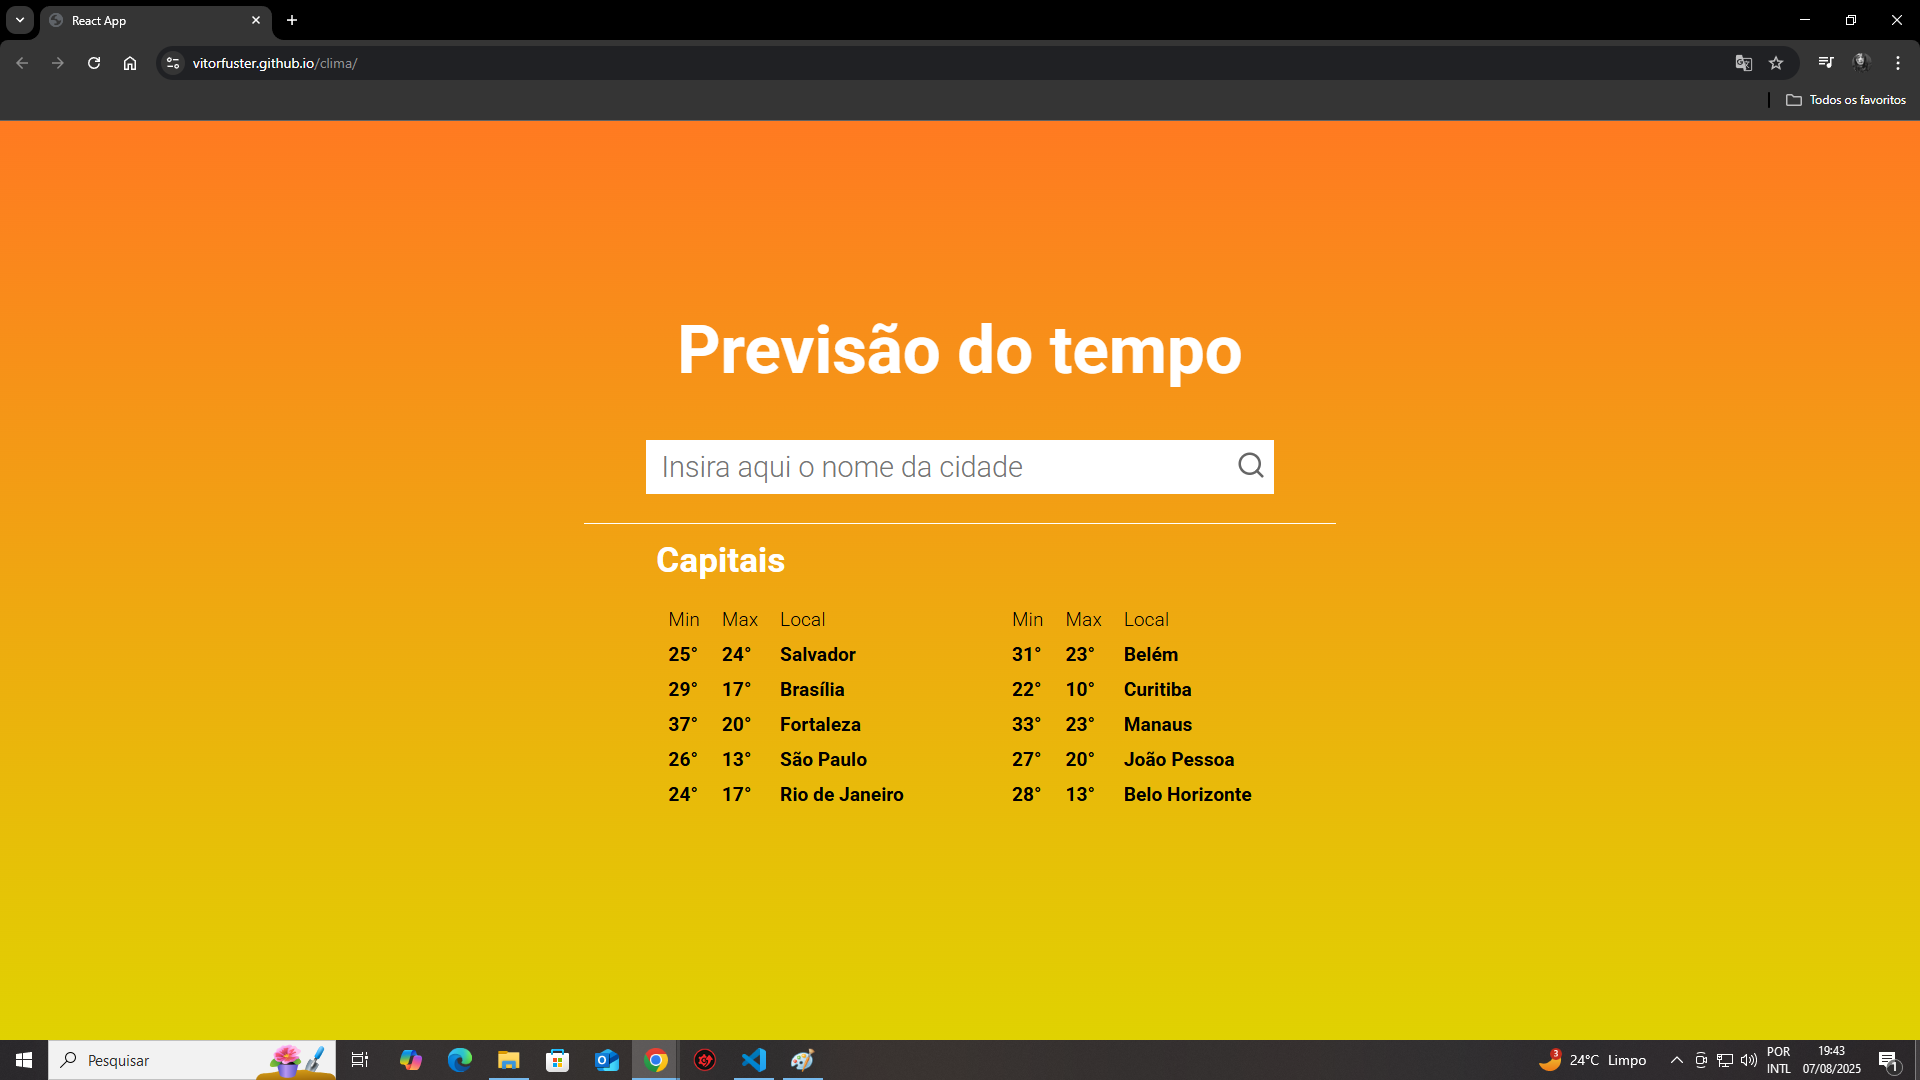 React App
vitorfuster.github.io/clima/
Todos os favoritos
Previsão do tempo
Insira aqui o nome da cidade
Capitais
Min Max Local Min Max Local
25° 24° Salvador 31° 23° Belém
29° 17° Brasília 22° 10° Curitiba
37° 20° Fortaleza 33° 23° Manaus
26° 13° São Paulo 27° 20° João Pessoa
24° 17° Rio de Janeiro 28° 13° Belo Horizonte
Pesquisar 3 24°C Limpo POR 19:43
INTL 07/08/2025 1